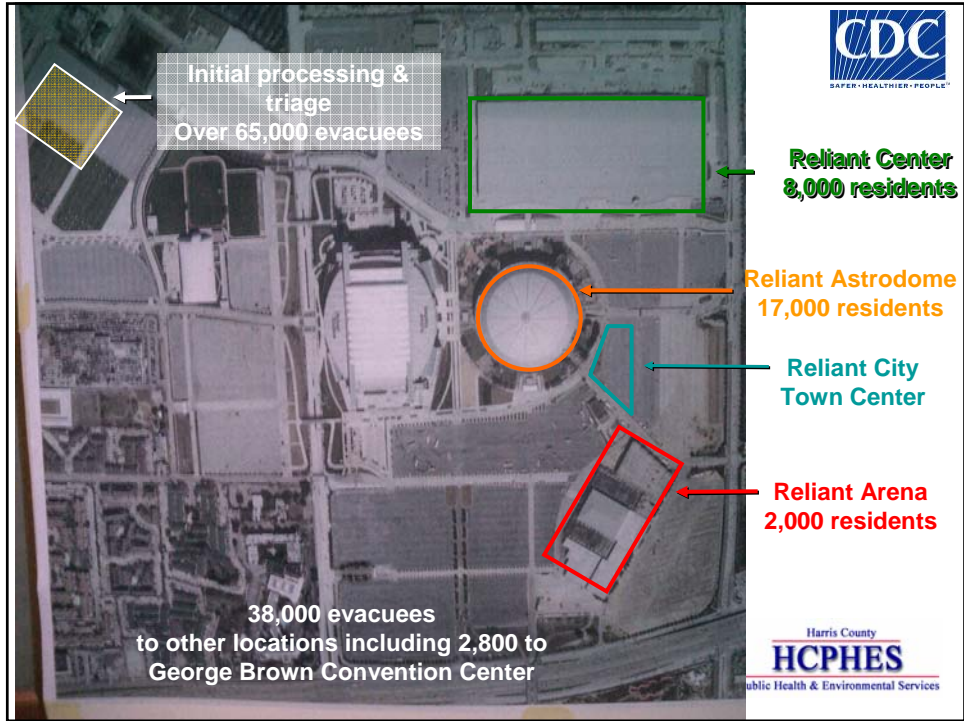 Initial processing &
triage
Over 65,000 evacuees
CDC
SAFER • HEALTHIER • PEOPLE™
Reliant Center
8,000 residents
Reliant Astrodome
17,000 residents
Reliant City
Town Center
Reliant Arena
2,000 residents
38,000 evacuees
to other locations including 2,800 to
George Brown Convention Center
Harris County
HCPHES
ublic Health & Environmental Services